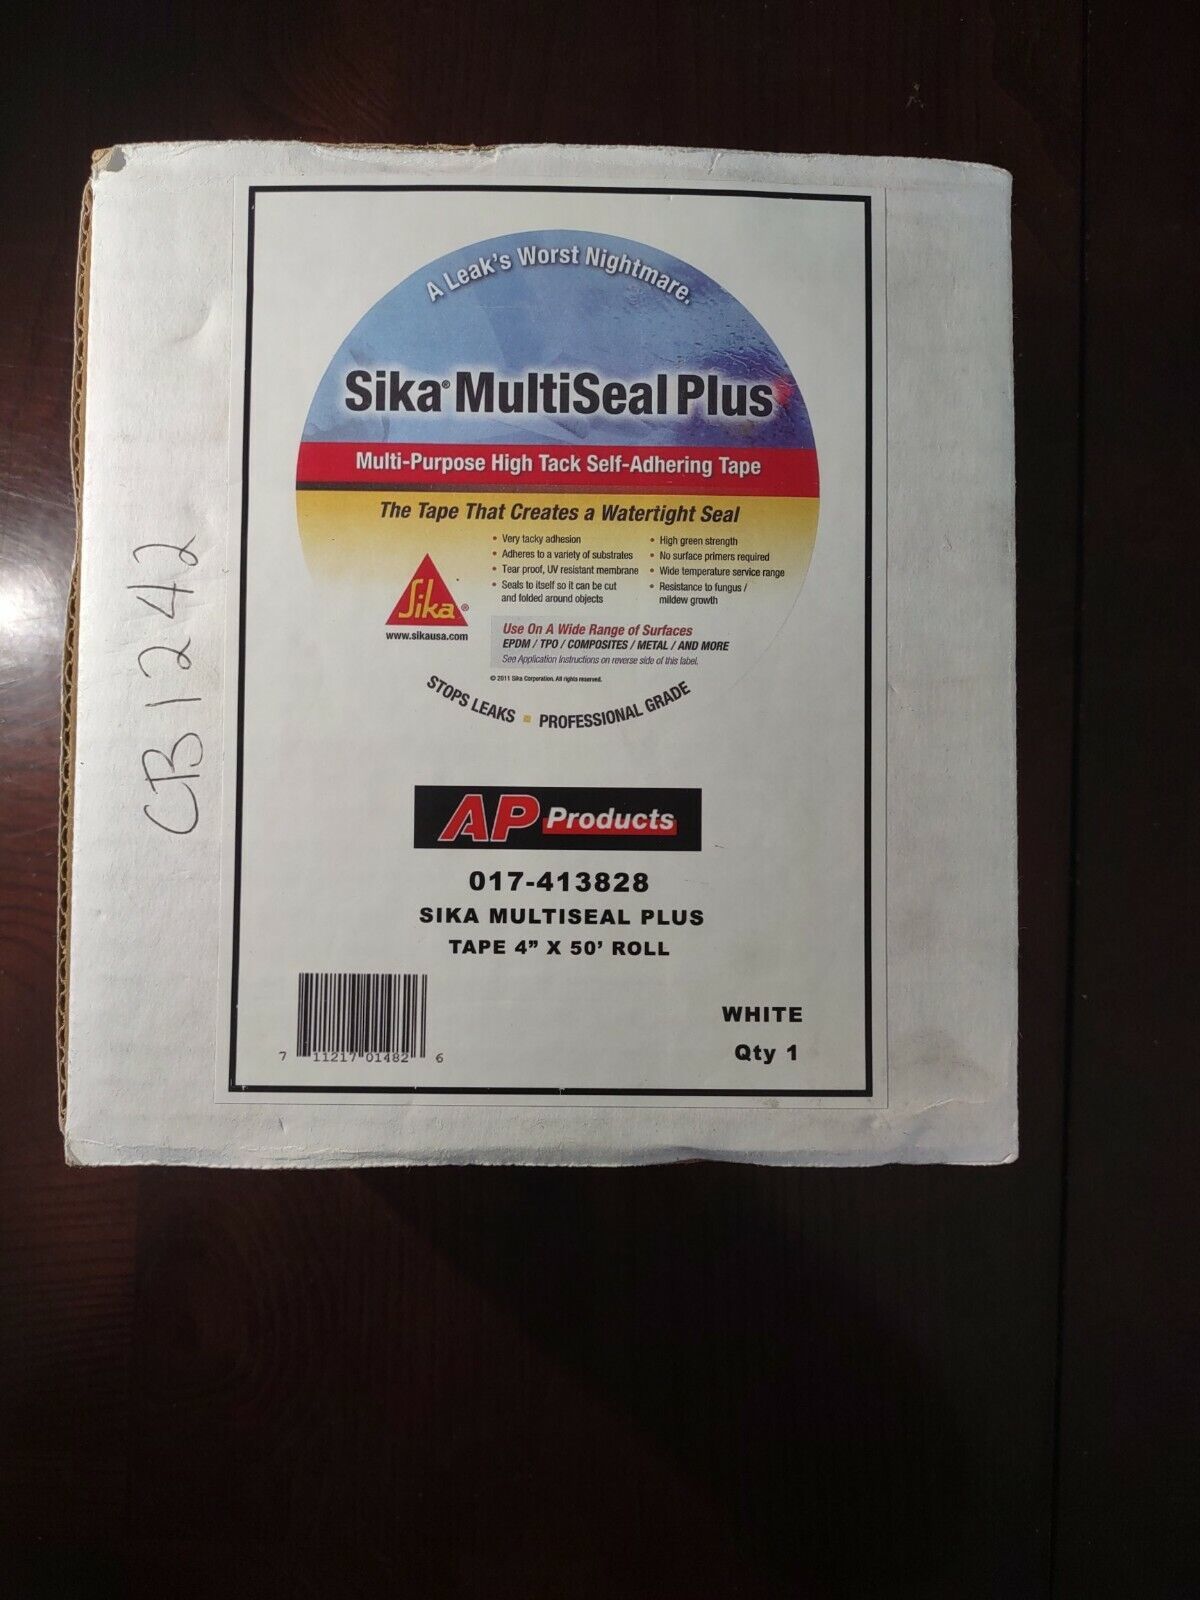 A Leak's Worst Nightmare.
Sika® MultiSeal Plus
Multi-Purpose High Tack Self-Adhering Tape
The Tape That Creates a Watertight Seal
• Very tacky adhesion
• Adheres to a variety of substrates
• Tear proof, UV resistant membrane
• Seals to itself so it can be cut
and folded around objects
• High green strength
• No surface primers required
• Wide temperature service range
• Resistance to fungus /
mildew growth
Sika®
www.sikausa.com
Use On A Wide Range of Surfaces
EPDM / TPO / COMPOSITES / METAL / AND MORE
See Application Instructions on reverse side of this label.
© 2011 Sika Corporation. All rights reserved.
STOPS LEAKS ▪ PROFESSIONAL GRADE
CB1242
AP Products
017-413828
SIKA MULTISEAL PLUS
TAPE 4” X 50’ ROLL
WHITE
Qty 1
7 11217 01482 6